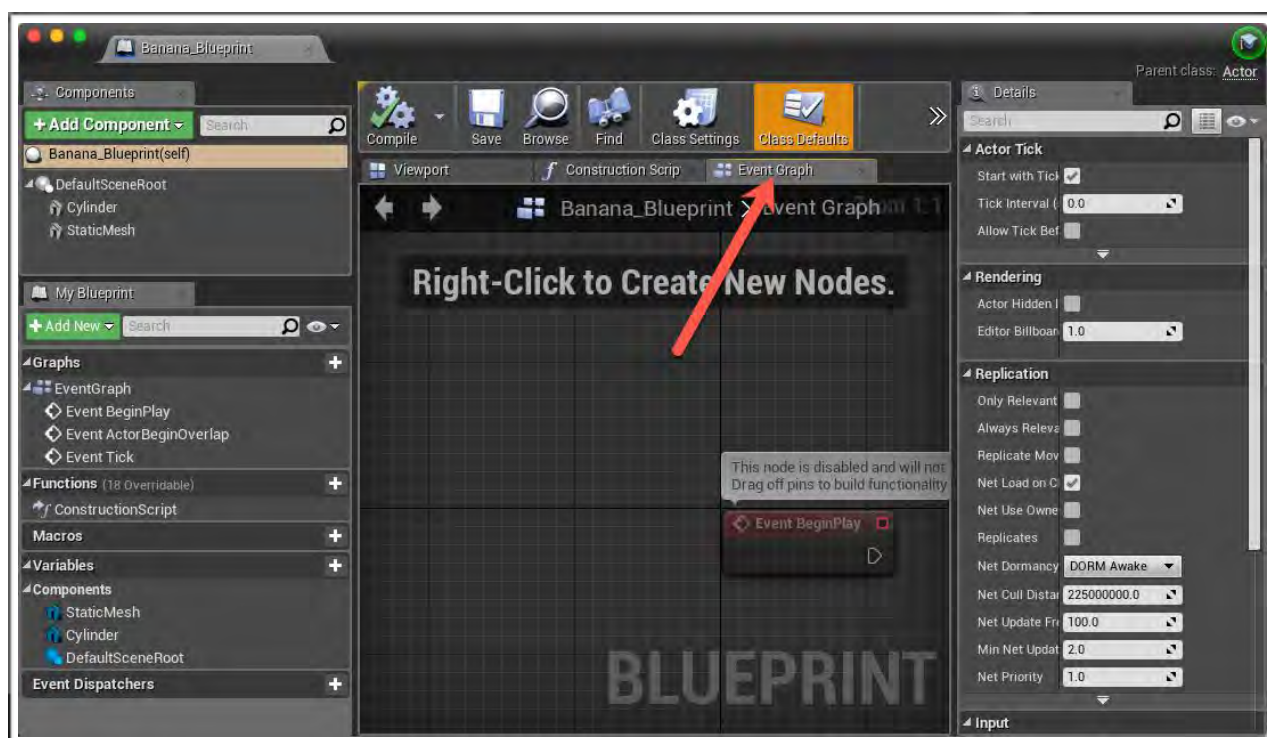 Banana_Blueprint
Parent class: Actor
Components
+Add Component
Search
Banana_Blueprint(self)
DefaultSceneRoot
Cylinder
StaticMesh
My Blueprint
+Add New
Search
Graphs
EventGraph
Event BeginPlay
Event ActorBeginOverlap
Event Tick
Functions (18 Overridable)
ConstructionScript
Macros
Variables
Components
StaticMesh
Cylinder
DefaultSceneRoot
Event Dispatchers
Compile
Save
Browse
Find
Class Settings
Class Defaults
Viewport
Construction Scrip
Event Graph
Banana_Blueprint > Event Graph
Right-Click to Create New Nodes.
This node is disabled and will not
Drag off pins to build functionality
Event BeginPlay
BLUEPRINT
Details
Search
Actor Tick
Start with Tick
Tick Interval ( 0.0
Allow Tick Bef
Rendering
Actor Hidden I
Editor Billboar 1.0
Replication
Only Relevant
Always Releva
Replicate Mov
Net Load on C
Net Use Owne
Replicates
Net Dormancy DORM Awake
Net Cull Distar 225000000.0
Net Update Fre 100.0
Min Net Updat 2.0
Net Priority 1.0
Input